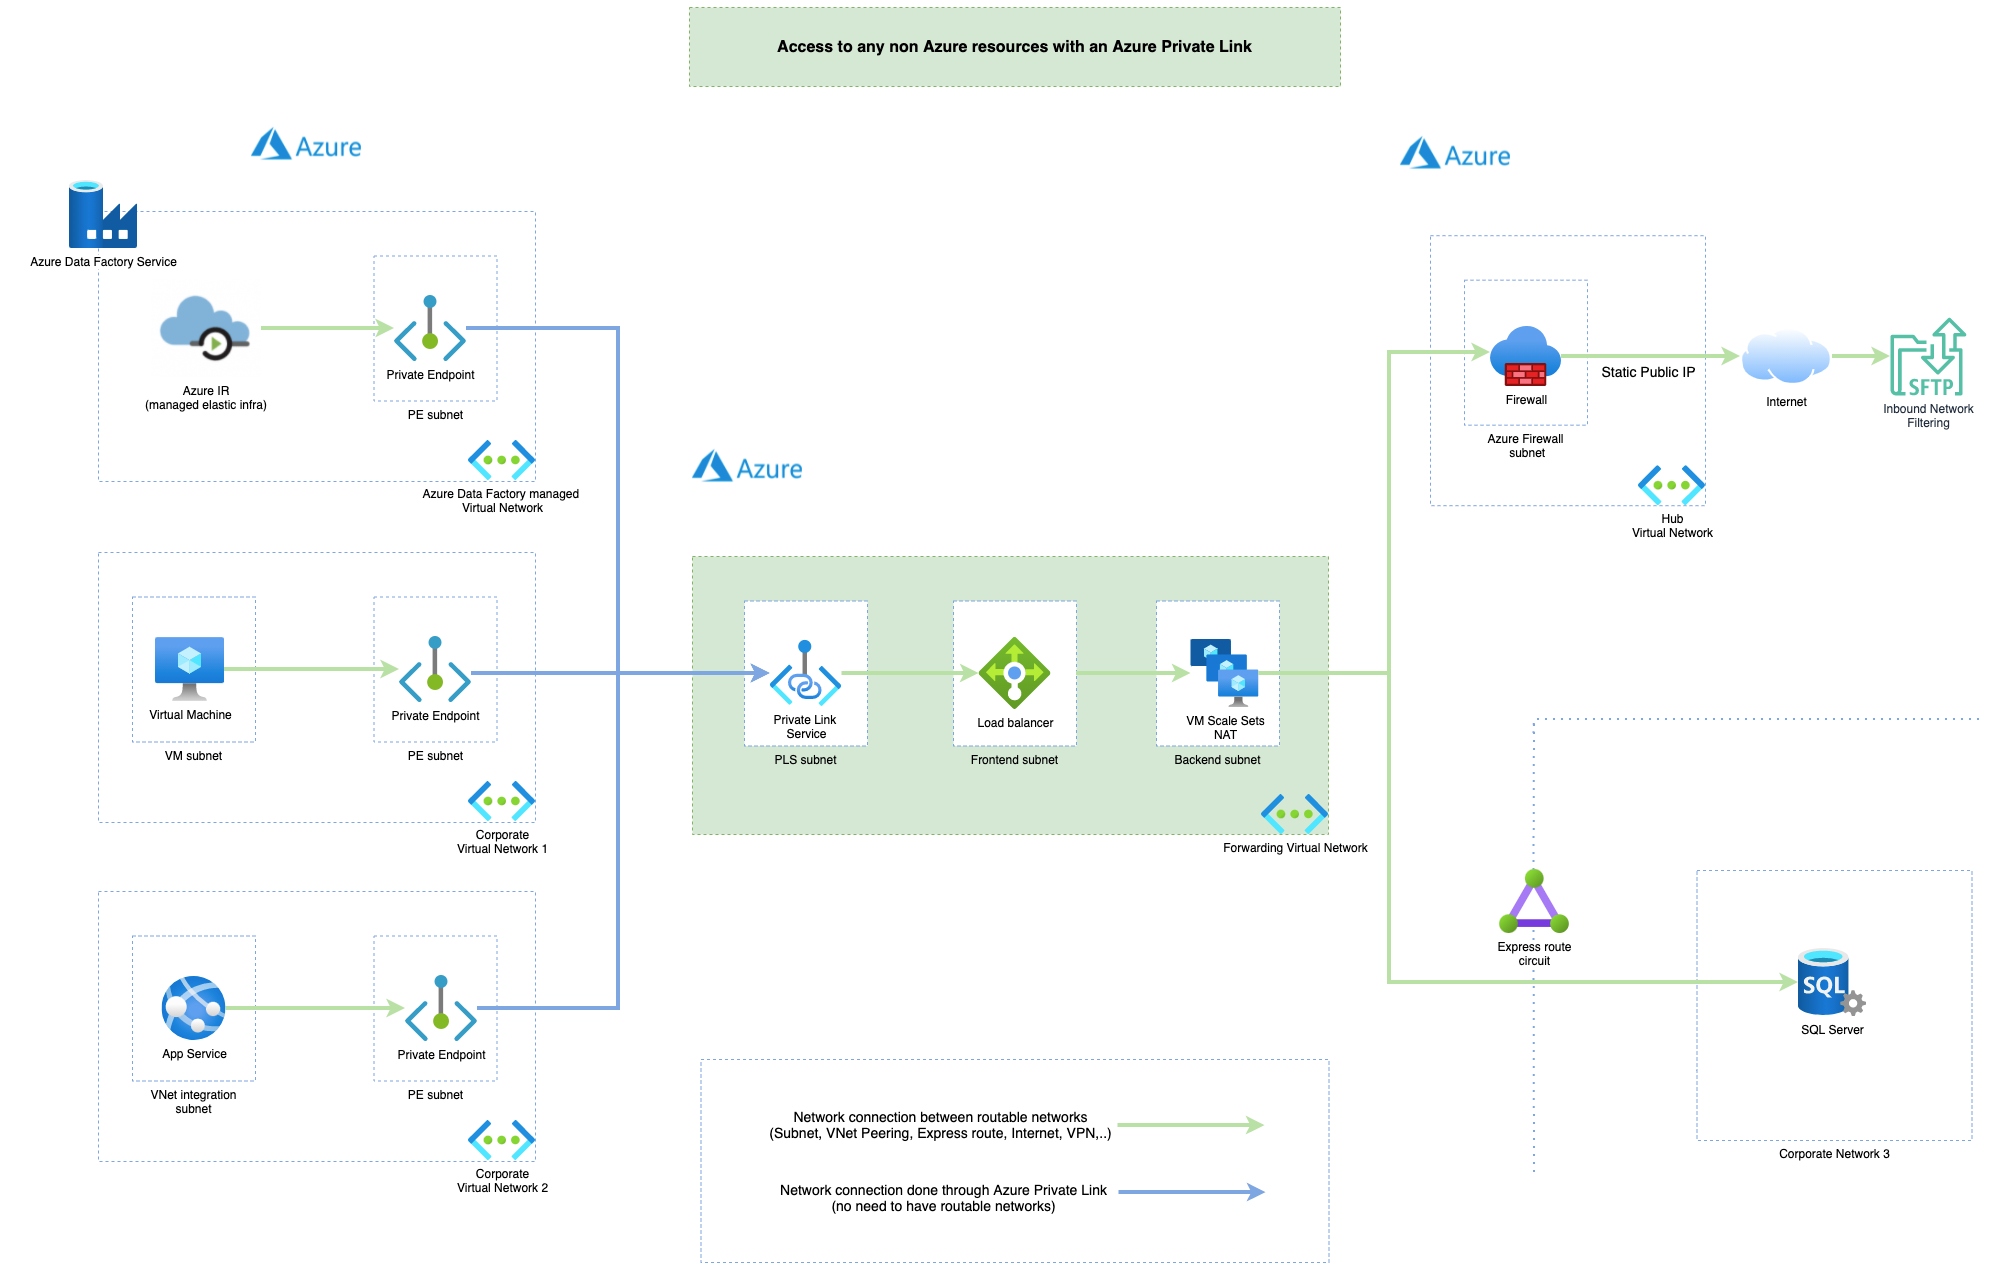 Access to any non Azure resources with an Azure Private Link
Azure
Azure
Azure Data Factory Service
Azure IR
(managed elastic infra)
Private Endpoint
PE subnet
Azure Data Factory managed
Virtual Network
Firewall
Azure Firewall
subnet
Static Public IP
Internet
SFTP
Inbound Network
Filtering
Hub
Virtual Network
Azure
Virtual Machine
VM subnet
Private Endpoint
PE subnet
Corporate
Virtual Network 1
Private Link
Service
PLS subnet
Load balancer
Frontend subnet
VM Scale Sets
NAT
Backend subnet
Forwarding Virtual Network
App Service
VNet integration
subnet
Private Endpoint
PE subnet
Corporate
Virtual Network 2
Express route
circuit
SQL
SQL Server
Corporate Network 3
Network connection between routable networks
(Subnet, VNet Peering, Express route, Internet, VPN,..)
Network connection done through Azure Private Link
(no need to have routable networks)